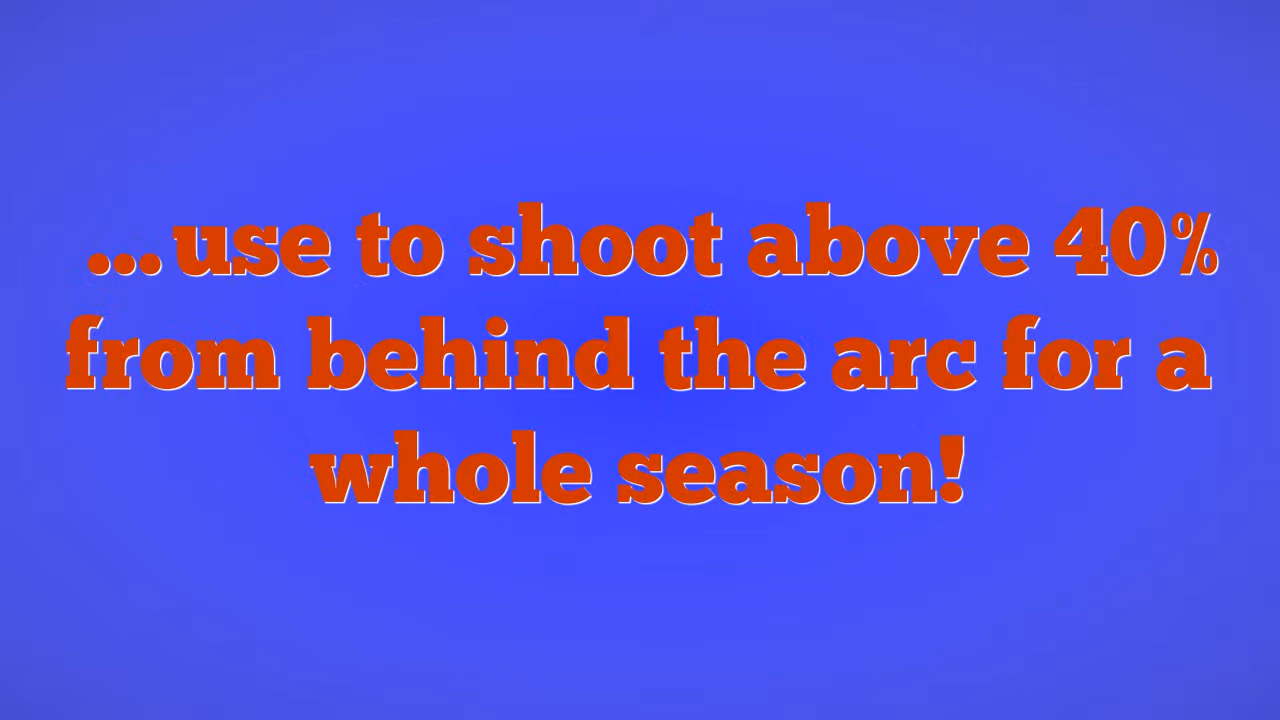 ...use to shoot above 40%
from behind the arc for a
whole season!